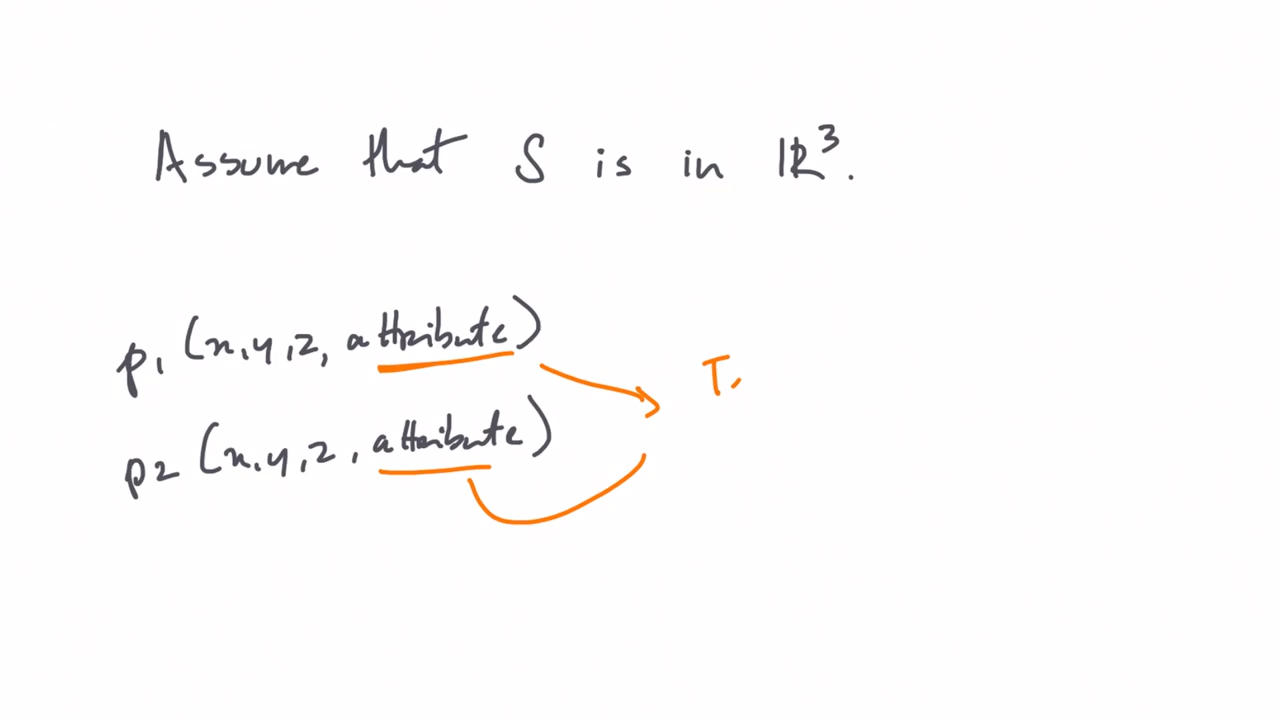 Assume that S is in ℝ³.
p1 (x,y,z, attribute)
T.
p2 (x,y,z, attribute)